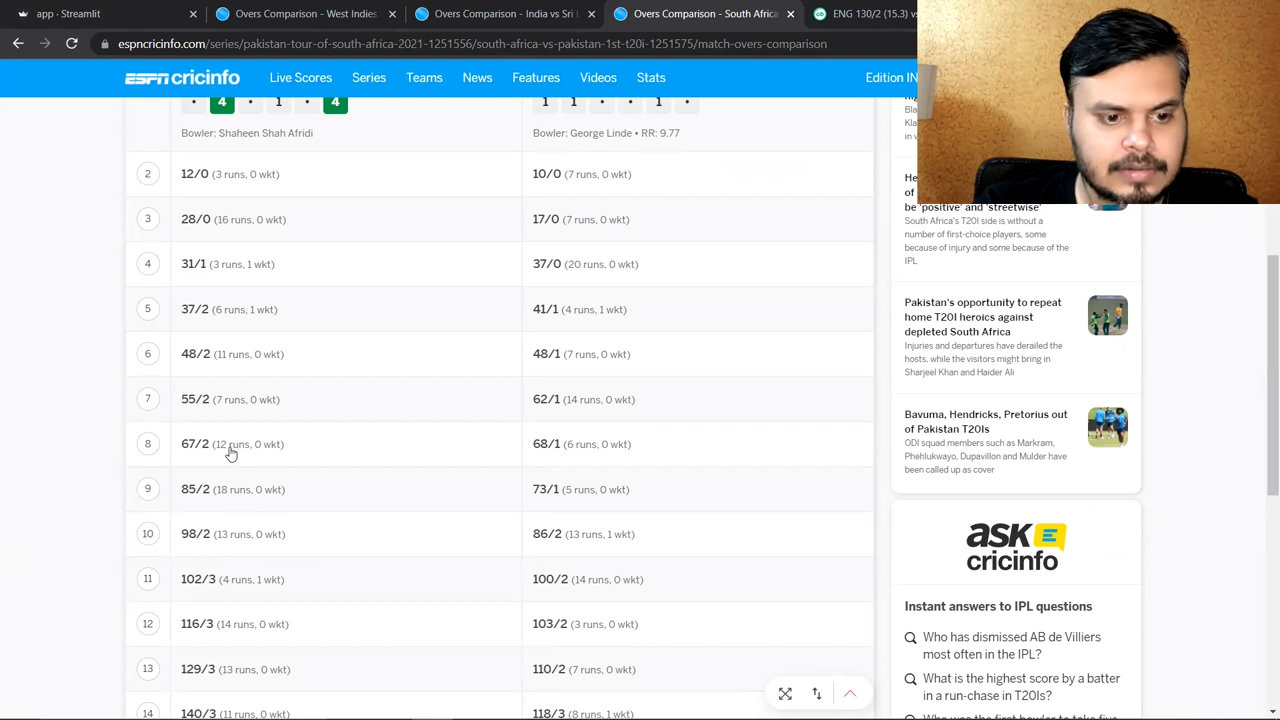 West Indies v India at N
Overs Comparison
Overs Comparison - Indi
Overs Comparison - South Africa
ENG 132/0 (15.3) vs
espncricinfo.com/series/pakistan-tour-of-south-africa-2021-1251556/south-africa-vs-pakistan-1st-t20i-1251575/match-overs-comparison
ESPN cricinfo
Live Scores
Series
Teams
News
Features
Videos
Stats
Edition IN
• 4 • 1 • 4
1 1 • • 1 •
Bowler: Shaheen Shah Afridi
Bowler: George Linde • RR: 9.77
2
12/0 (3 runs, 0 wkt)
10/0 (7 runs, 0 wkt)
3
28/0 (16 runs, 0 wkt)
17/0 (7 runs, 0 wkt)
4
31/1 (3 runs, 1 wkt)
37/0 (20 runs, 0 wkt)
5
37/2 (6 runs, 1 wkt)
41/1 (4 runs, 1 wkt)
6
48/2 (11 runs, 0 wkt)
48/1 (7 runs, 0 wkt)
7
55/2 (7 runs, 0 wkt)
62/1 (14 runs, 0 wkt)
8
67/2 (12 runs, 0 wkt)
68/1 (6 runs, 0 wkt)
9
85/2 (18 runs, 0 wkt)
73/1 (5 runs, 0 wkt)
10
98/2 (13 runs, 0 wkt)
86/2 (13 runs, 1 wkt)
11
102/3 (4 runs, 1 wkt)
100/2 (14 runs, 0 wkt)
12
116/3 (14 runs, 0 wkt)
103/2 (3 runs, 0 wkt)
13
129/3 (13 runs, 0 wkt)
110/2 (7 runs, 0 wkt)
14
140/3 (11 runs, 0 wkt)
118/3 (8 runs, 1 wkt)
be 'positive' and 'streetwise'
South Africa's T20I side is without a
number of first-choice players, some
because of injury and some because of the
IPL
Pakistan's opportunity to repeat
home T20I heroics against
depleted South Africa
Injuries and departures have derailed the
hosts, while the visitors might bring in
Sharjeel Khan and Haider Ali
Bavuma, Hendricks, Pretorius out
of Pakistan T20Is
ODI squad members such as Markram,
Phehlukwayo, Dupavillon and Mulder have
been called up as cover
ask
cricinfo
Instant answers to IPL questions
Who has dismissed AB de Villiers
most often in the IPL?
What is the highest score by a batter
in a run-chase in T20Is?
Who was the first bowler to take five